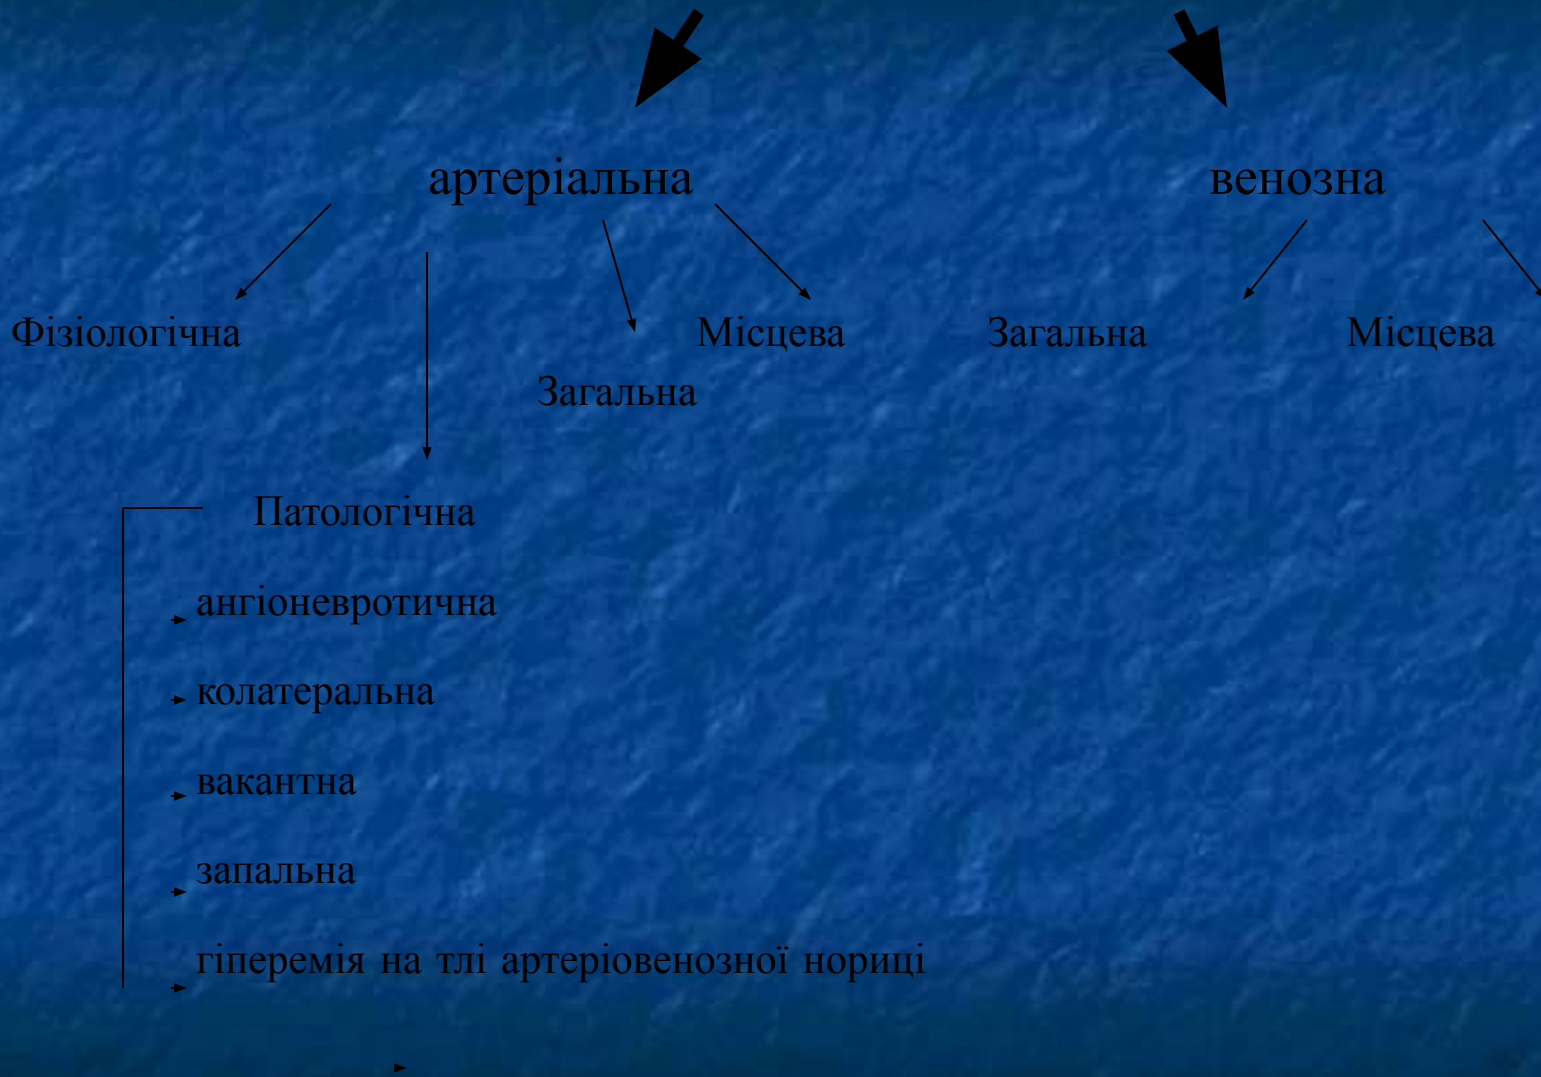 артеріальна венозна
Фізіологічна Місцева Загальна Місцева
Загальна
Патологічна
ангіоневротична
колатеральна
вакантна
запальна
гіперемія на тлі артеріовенозної нориці